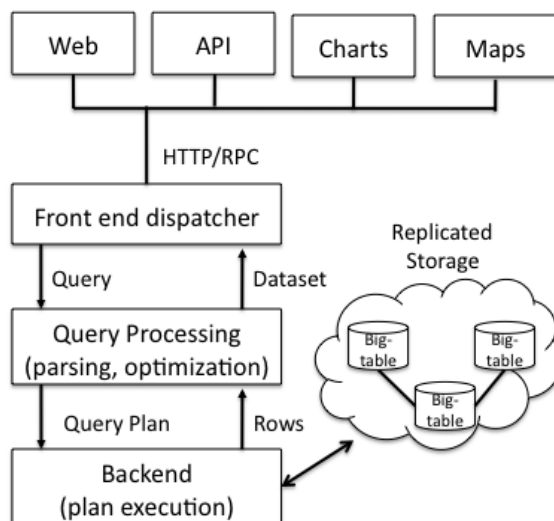 Web
API
Charts
Maps
HTTP/RPC
Front end dispatcher
Query
Dataset
Replicated
Storage
Query Processing
(parsing, optimization)
Big-
table
Big-
table
Big-
table
Query Plan
Rows
Backend
(plan execution)